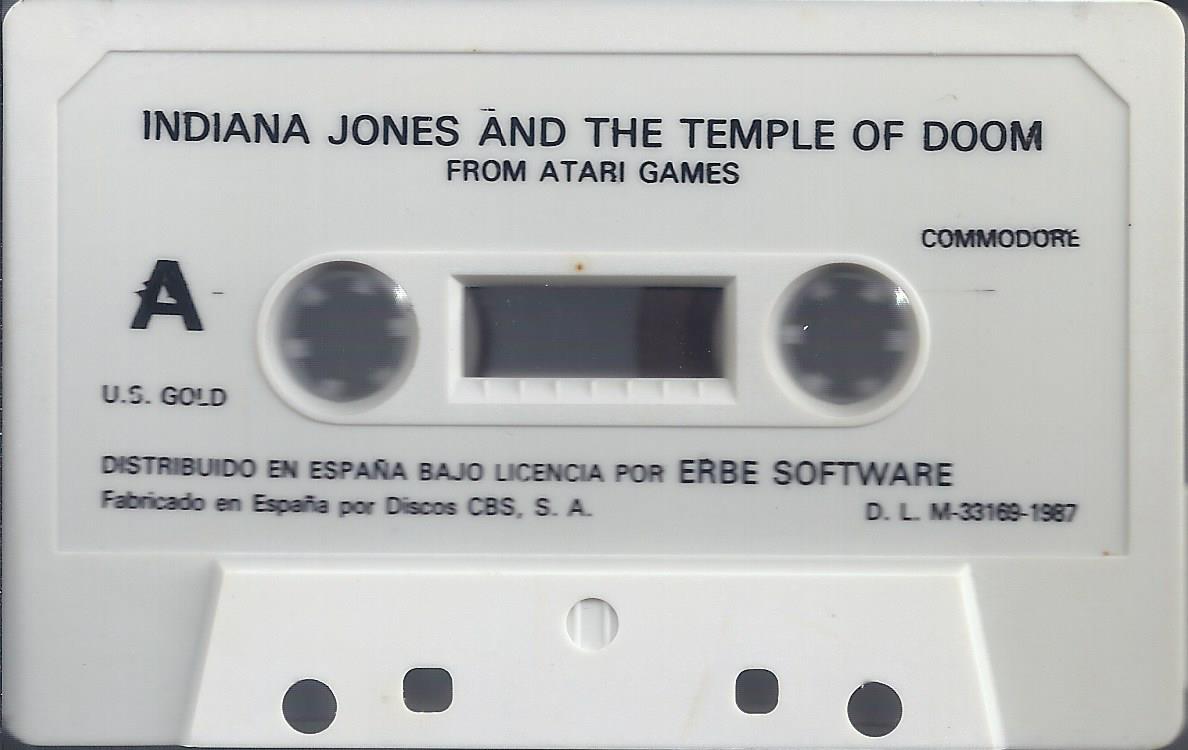 INDIANA JONES AND THE TEMPLE OF DOOM
FROM ATARI GAMES
COMMODORE
A
U.S. GOLD
DISTRIBUIDO EN ESPAÑA BAJO LICENCIA POR ERBE SOFTWARE
Fabricado en España por Discos CBS, S. A.
D. L. M-33169-1987